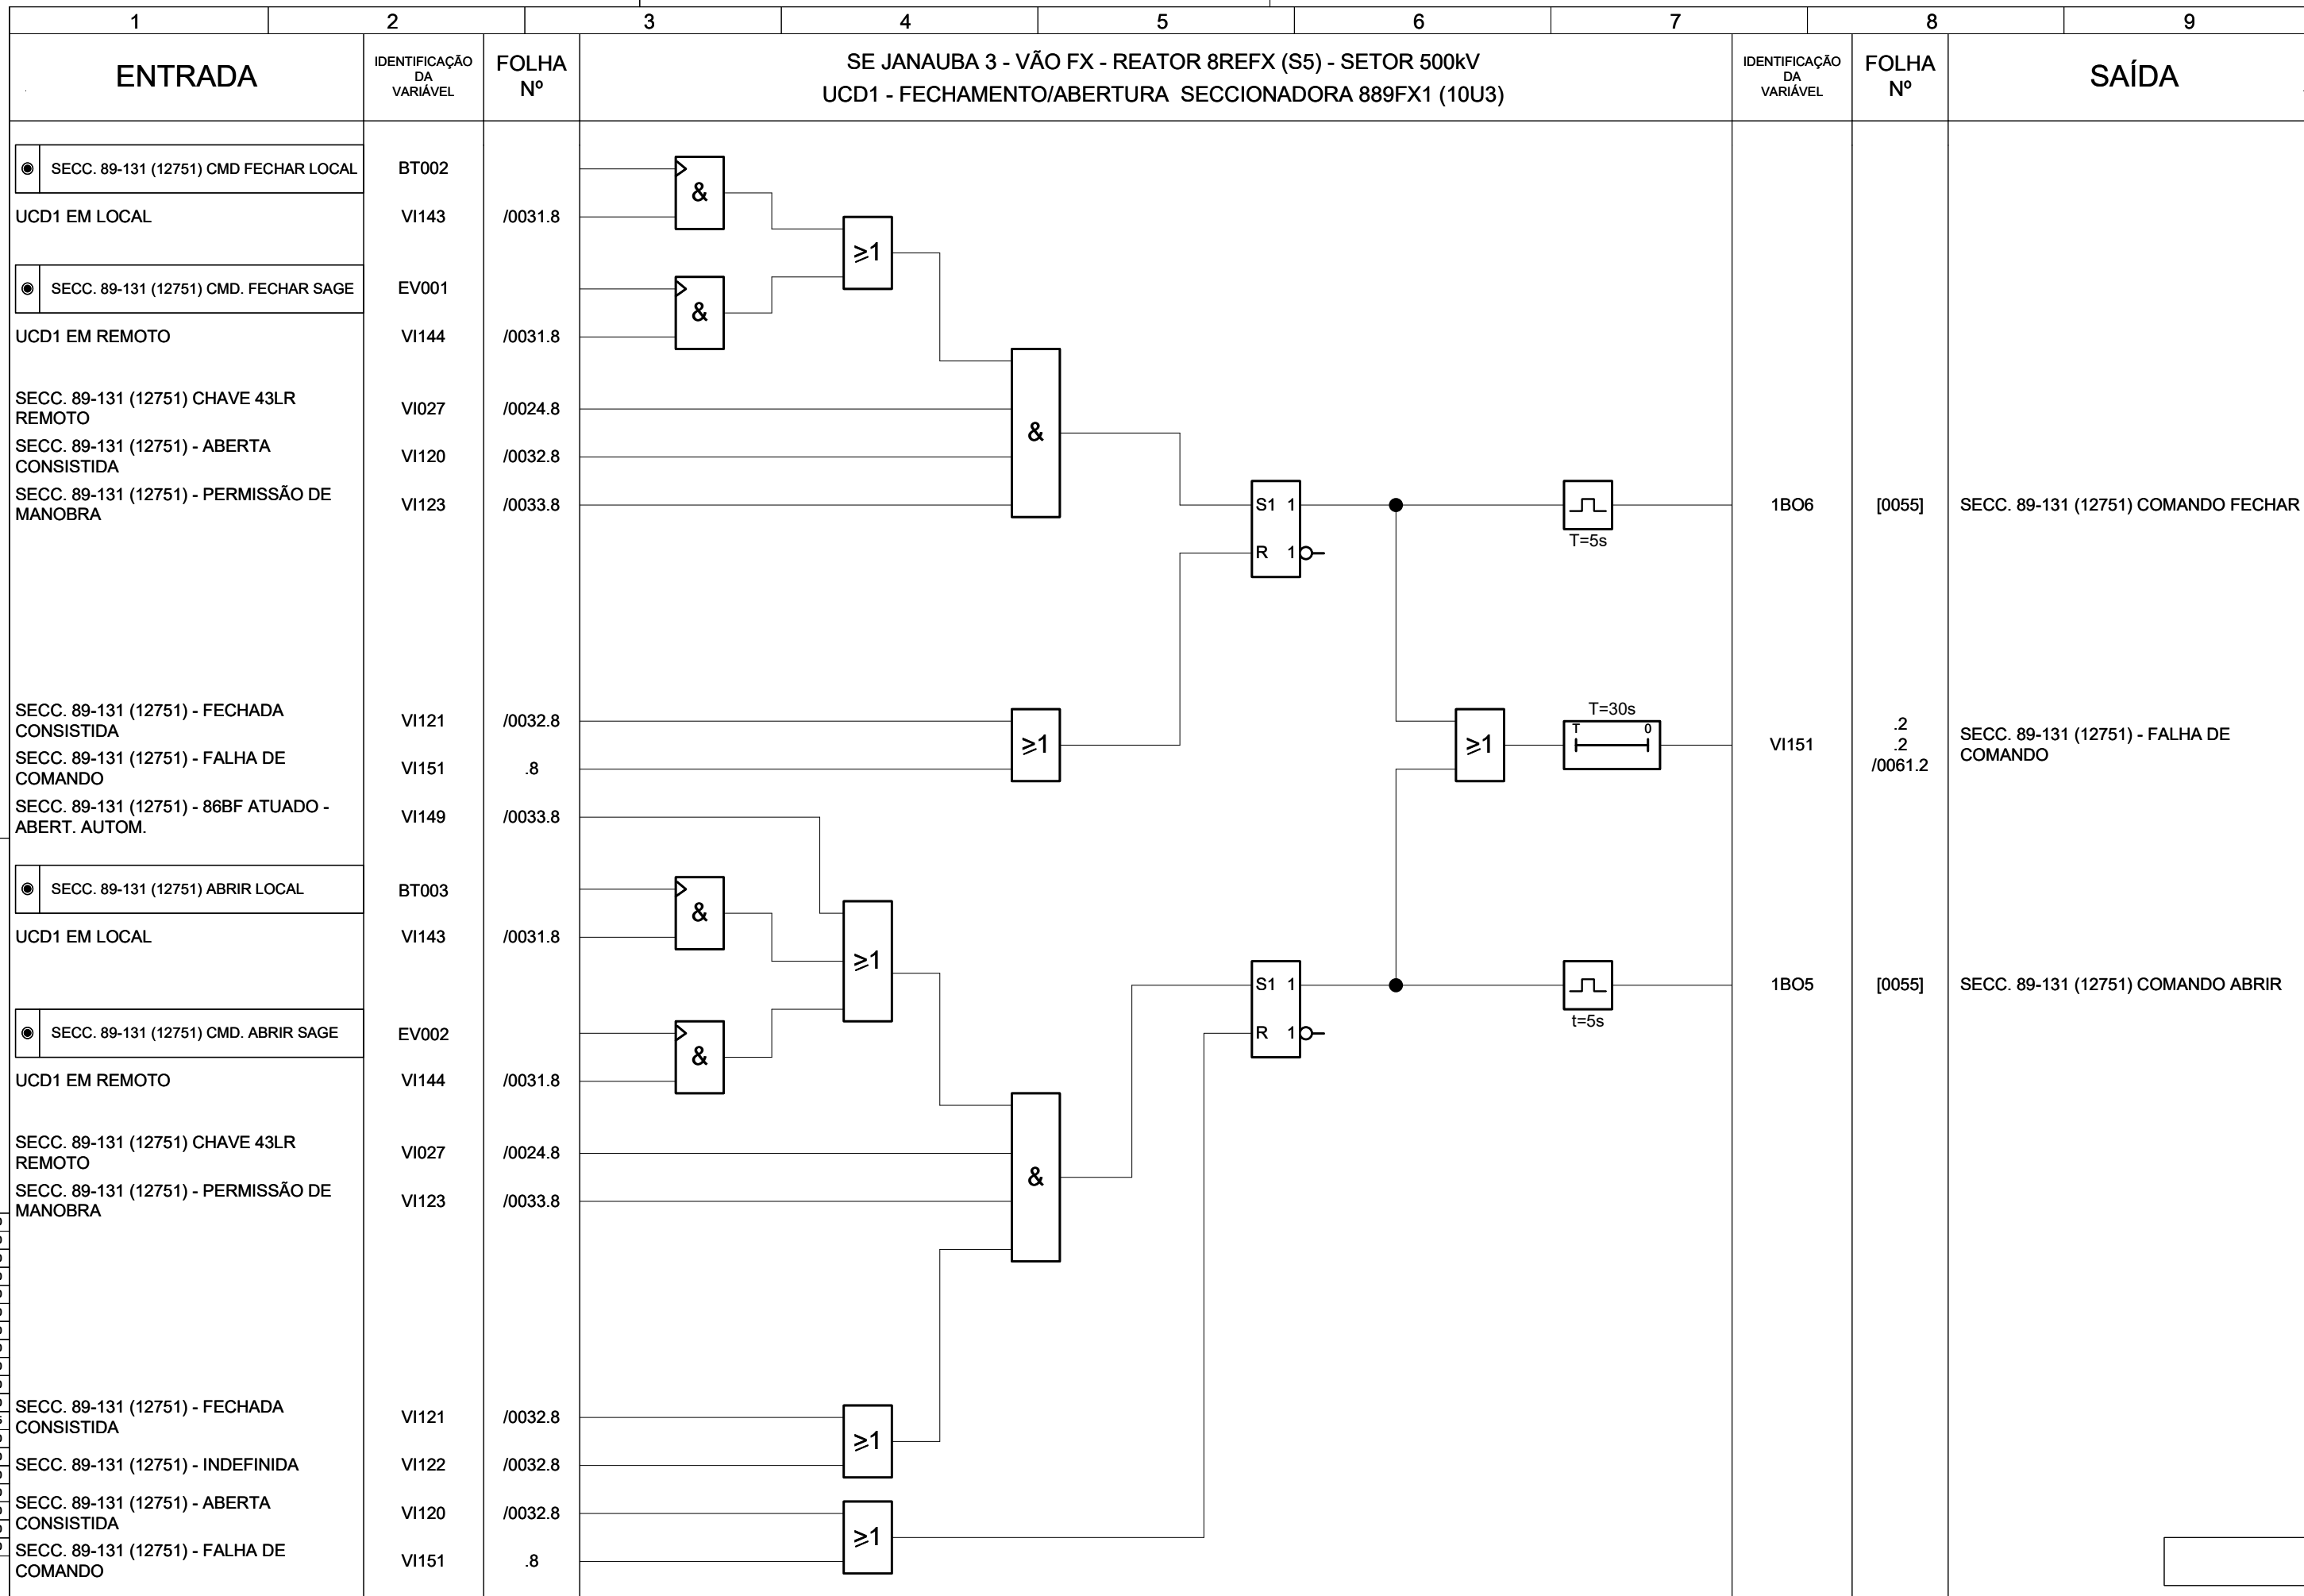 1 2 3 4 5 6 7 8 9
ENTRADA
IDENTIFICAÇÃO
DA
VARIÁVEL
FOLHA
Nº
SE JANAUBA 3 - VÃO FX - REATOR 8REFX (S5) - SETOR 500kV
UCD1 - FECHAMENTO/ABERTURA SECCIONADORA 889FX1 (10U3)
IDENTIFICAÇÃO
DA
VARIÁVEL
FOLHA
Nº
SAÍDA
SECC. 89-131 (12751) CMD FECHAR LOCAL BT002
&
UCD1 EM LOCAL VI143 /0031.8
≥1
SECC. 89-131 (12751) CMD. FECHAR SAGE EV001
&
UCD1 EM REMOTO VI144 /0031.8
SECC. 89-131 (12751) CHAVE 43LR
REMOTO
VI027 /0024.8
&
SECC. 89-131 (12751) - ABERTA
CONSISTIDA
VI120 /0032.8
SECC. 89-131 (12751) - PERMISSÃO DE
MANOBRA
VI123 /0033.8
S1 1
R 1
T=5s
1BO6 [0055] SECC. 89-131 (12751) COMANDO FECHAR
SECC. 89-131 (12751) - FECHADA
CONSISTIDA
VI121 /0032.8
≥1
SECC. 89-131 (12751) - FALHA DE
COMANDO
VI151 .8
≥1
T=30s
T 0
VI151
.2
.2
/0061.2
SECC. 89-131 (12751) - FALHA DE
COMANDO
SECC. 89-131 (12751) - 86BF ATUADO -
ABERT. AUTOM.
VI149 /0033.8
SECC. 89-131 (12751) ABRIR LOCAL BT003
&
UCD1 EM LOCAL VI143 /0031.8
≥1
S1 1
R 1
t=5s
1BO5 [0055] SECC. 89-131 (12751) COMANDO ABRIR
SECC. 89-131 (12751) CMD. ABRIR SAGE EV002
&
UCD1 EM REMOTO VI144 /0031.8
SECC. 89-131 (12751) CHAVE 43LR
REMOTO
VI027 /0024.8
&
SECC. 89-131 (12751) - PERMISSÃO DE
MANOBRA
VI123 /0033.8
SECC. 89-131 (12751) - FECHADA
CONSISTIDA
VI121 /0032.8
≥1
SECC. 89-131 (12751) - INDEFINIDA VI122 /0032.8
SECC. 89-131 (12751) - ABERTA
CONSISTIDA
VI120 /0032.8
≥1
SECC. 89-131 (12751) - FALHA DE
COMANDO
VI151 .8